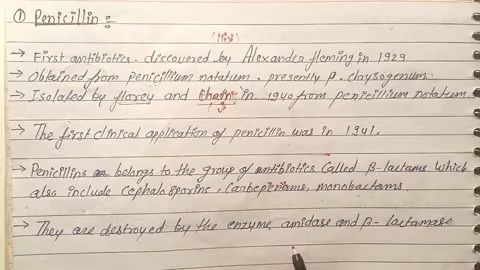 ① Penicillin :-
→ First antibiotics. discovered by Alexander fleming in 1929
→ Obtained from penicillium notatum. presently p. chrysogenum.
→ Isolated by florey and Chain in 1940 from penicillium notatum
→ The first clinical application of penicillin was in 1941.
→ Penicillins belongs to the group of antibiotics Called β-lactams which
also include Cephalosporins, Carbepenams, monobactams.
→ They are destroyed by the enzyme amidase and β-lactamase